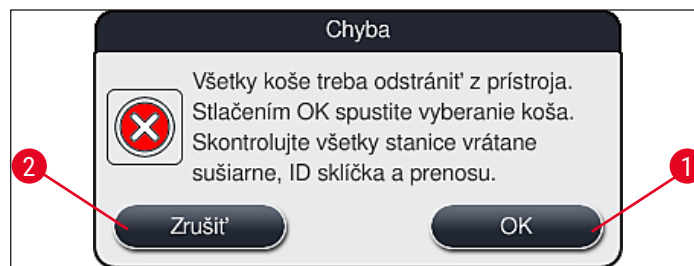 Chyba
Všetky koše treba odstrániť z prístroja.
Stlačením OK spustite vyberanie koša.
Skontrolujte všetky stanice vrátane
sušiarne, ID sklíčka a prenosu.
2
1
Zrušiť
OK